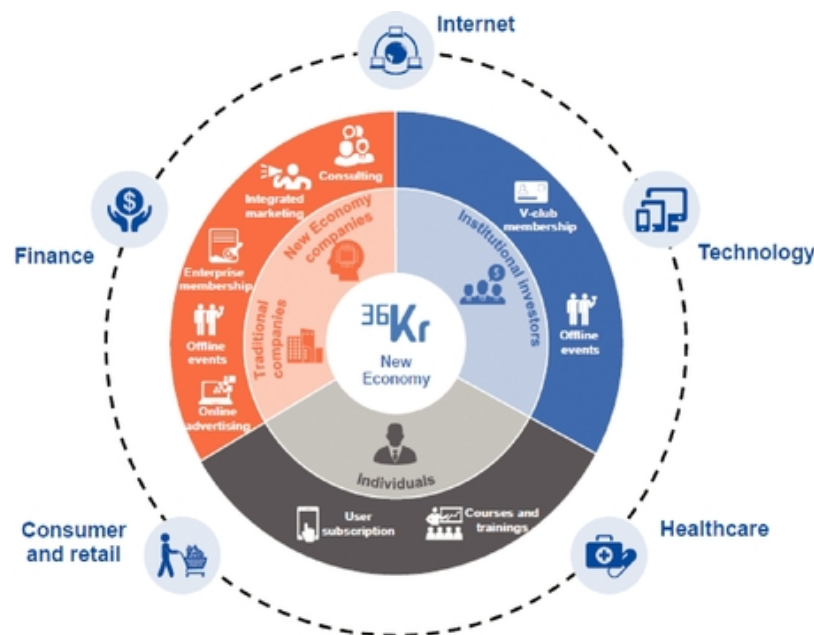 Internet
Finance
Technology
Consumer
and retail
Healthcare
Consulting
Integrated
marketing
Enterprise
membership
Offline
events
Online
advertising
New Economy
companies
Traditional
companies
V-club
membership
Offline
events
Institutional
investors
36Kr
New
Economy
Individuals
User
subscription
Courses and
trainings